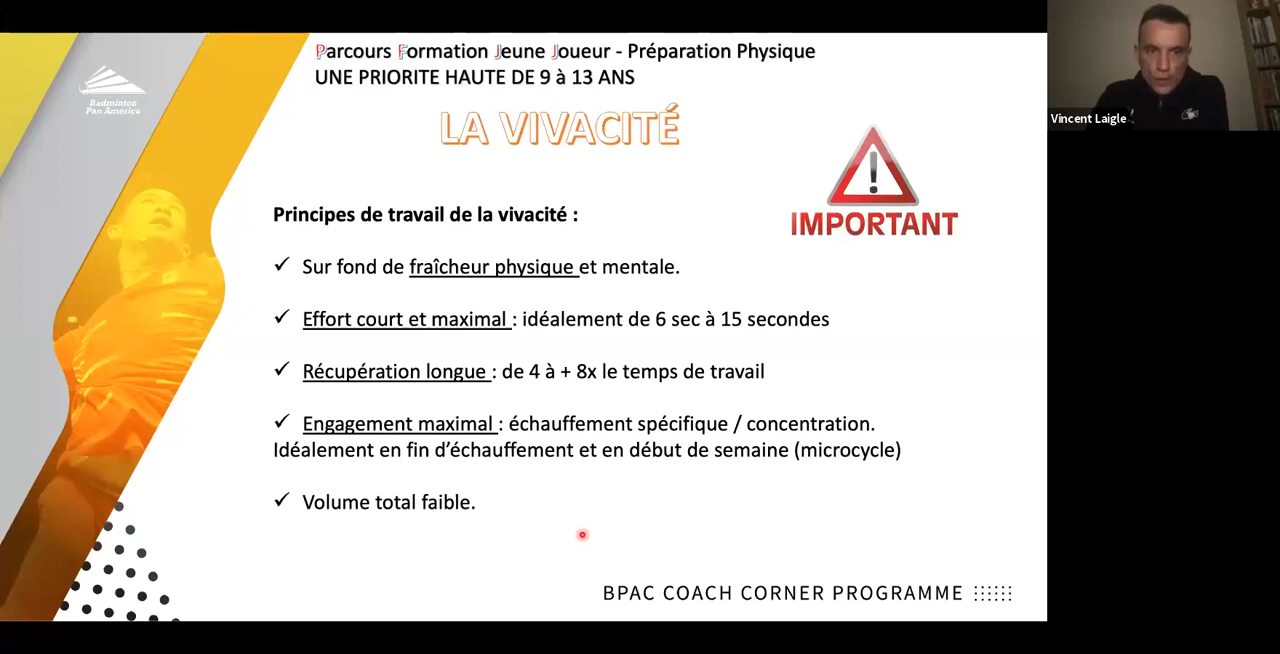 Parcours Formation Jeune Joueur - Préparation Physique
UNE PRIORITE HAUTE DE 9 à 13 ANS
Badminton
Pan America
LA VIVACITÉ
Vincent Laigle
IMPORTANT
Principes de travail de la vivacité :
✓ Sur fond de fraîcheur physique et mentale.
✓ Effort court et maximal : idéalement de 6 sec à 15 secondes
✓ Récupération longue : de 4 à + 8x le temps de travail
✓ Engagement maximal : échauffement spécifique / concentration.
Idéalement en fin d’échauffement et en début de semaine (microcycle)
✓ Volume total faible.
BPAC COACH CORNER PROGRAMME